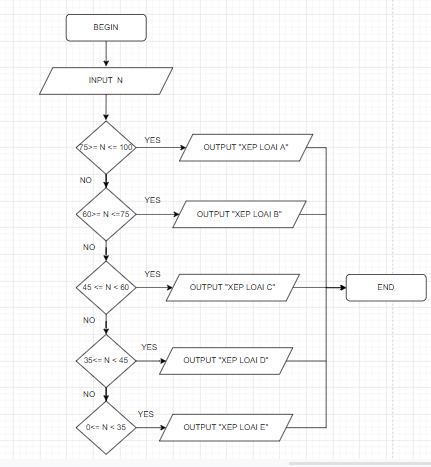 BEGIN
INPUT N
75>= N <= 100
YES
OUTPUT "XEP LOAI A"
NO
60>= N <=75
YES
OUTPUT "XEP LOAI B"
NO
45 <= N < 60
YES
OUTPUT "XEP LOAI C"
END
NO
35<= N < 45
YES
OUTPUT "XEP LOAI D"
NO
0<= N < 35
YES
OUTPUT "XEP LOAI E"